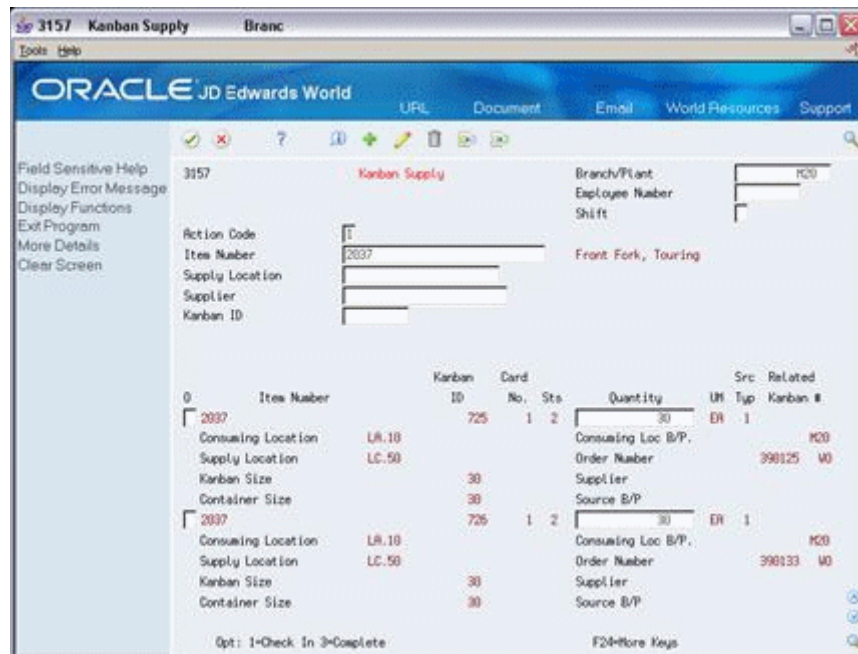 3157 Kanban Supply Branc
Tools Help
ORACLE JD Edwards World
URL Document Email World Resources Support
Field Sensitive Help
Display Error Message
Display Functions
Exit Program
More Details
Clear Screen
3157 Kanban Supply Branch/Plant M20
Employee Number
Shift
Action Code I
Item Number 2037 Front Fork, Touring
Supply Location
Supplier
Kanban ID
Kanban Card Src Related
O Item Number ID No. Sts Quantity UM Typ Kanban #
2037 725 1 2 30 EA 1
Consuming Location LA.10 Consuming Loc B/P. M20
Supply Location LC.50 Order Number 390125 WO
Kanban Size 30 Supplier
Container Size 30 Source B/P
2037 726 1 2 30 EA 1
Consuming Location LA.10 Consuming Loc B/P. M20
Supply Location LC.50 Order Number 390133 WO
Kanban Size 30 Supplier
Container Size 30 Source B/P
Opt: 1=Check In 3=Complete F24=More Keys